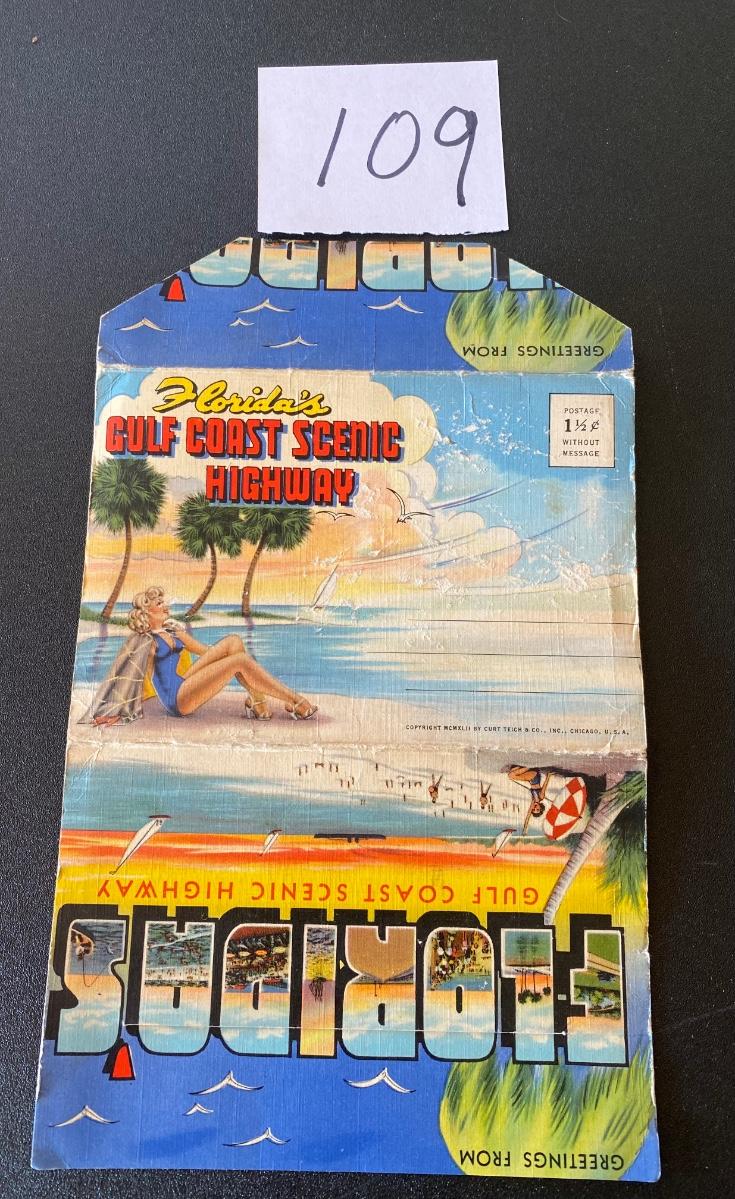 109
FLORIDA'S
GREETINGS FROM
Florida's
GULF COAST SCENIC
HIGHWAY
POSTAGE
1½¢
WITHOUT
MESSAGE
COPYRIGHT MCMXLII BY CURT TEICH & CO., INC., CHICAGO, U.S.A.
GULF COAST SCENIC HIGHWAY
FLORIDA'S
GREETINGS FROM